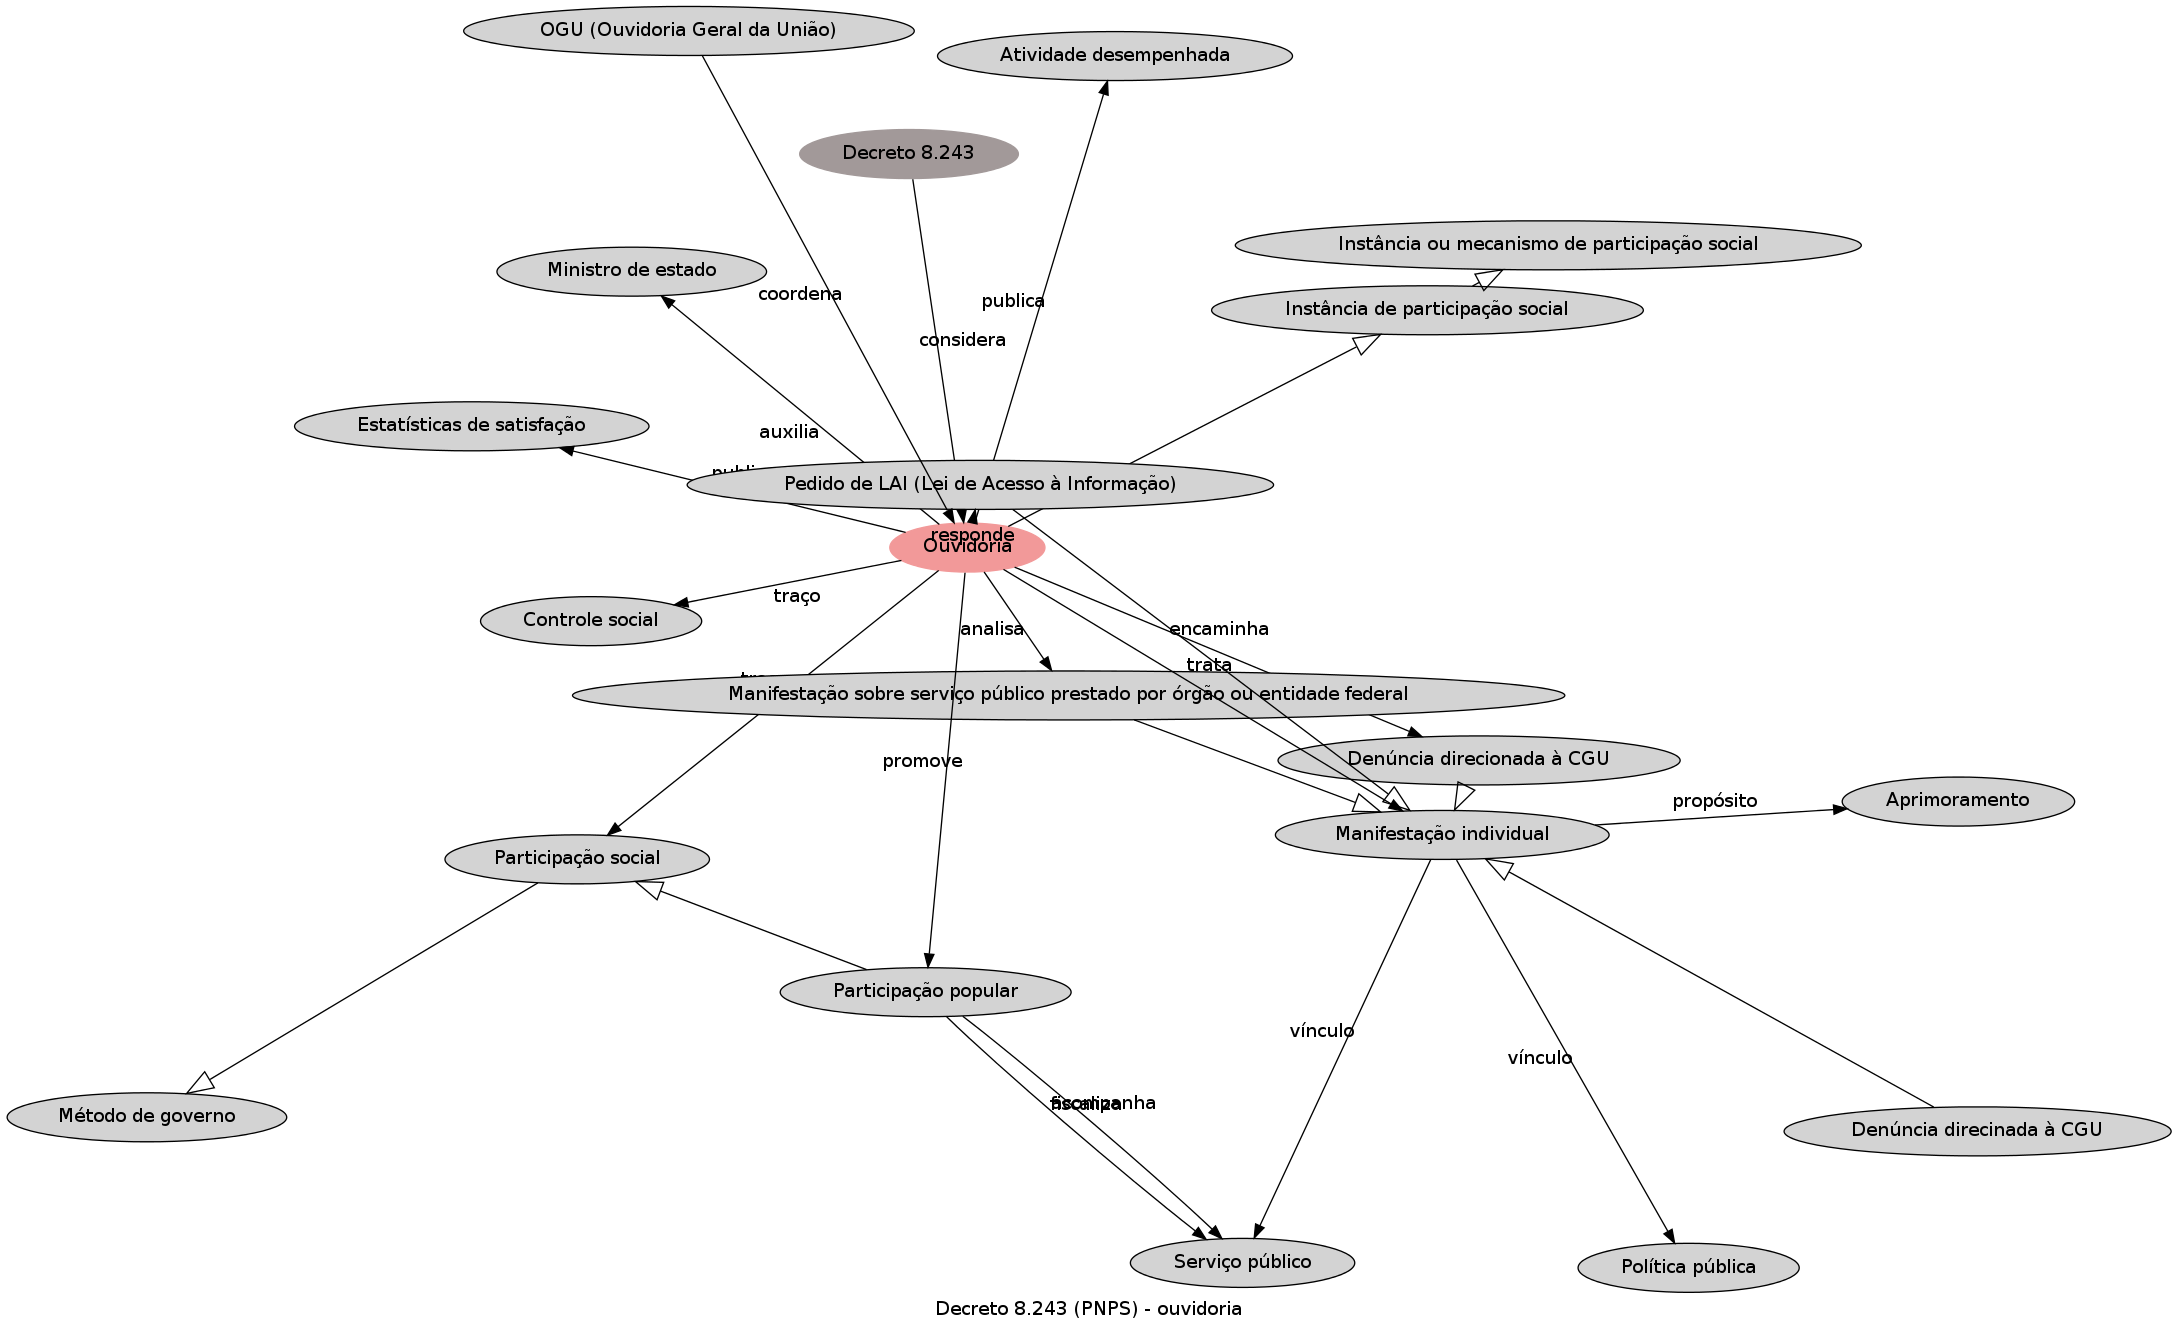 OGU (Ouvidoria Geral da União)
Atividade desempenhada
Decreto 8.243
Instância ou mecanismo de participação social
Ministro de estado
coordena
publica
Instância de participação social
considera
Estatísticas de satisfação
auxilia
Pedido de LAI (Lei de Acesso à Informação)
responde
Ouvidoria
traço
Controle social
analisa
encaminha
trata
Manifestação sobre serviço público prestado por órgão ou entidade federal
promove
Denúncia direcionada à CGU
propósito
Aprimoramento
Manifestação individual
Participação social
Participação popular
vínculo
vínculo
Método de governo
Denúncia direcinada à CGU
Serviço público
Política pública
Decreto 8.243 (PNPS) - ouvidoria